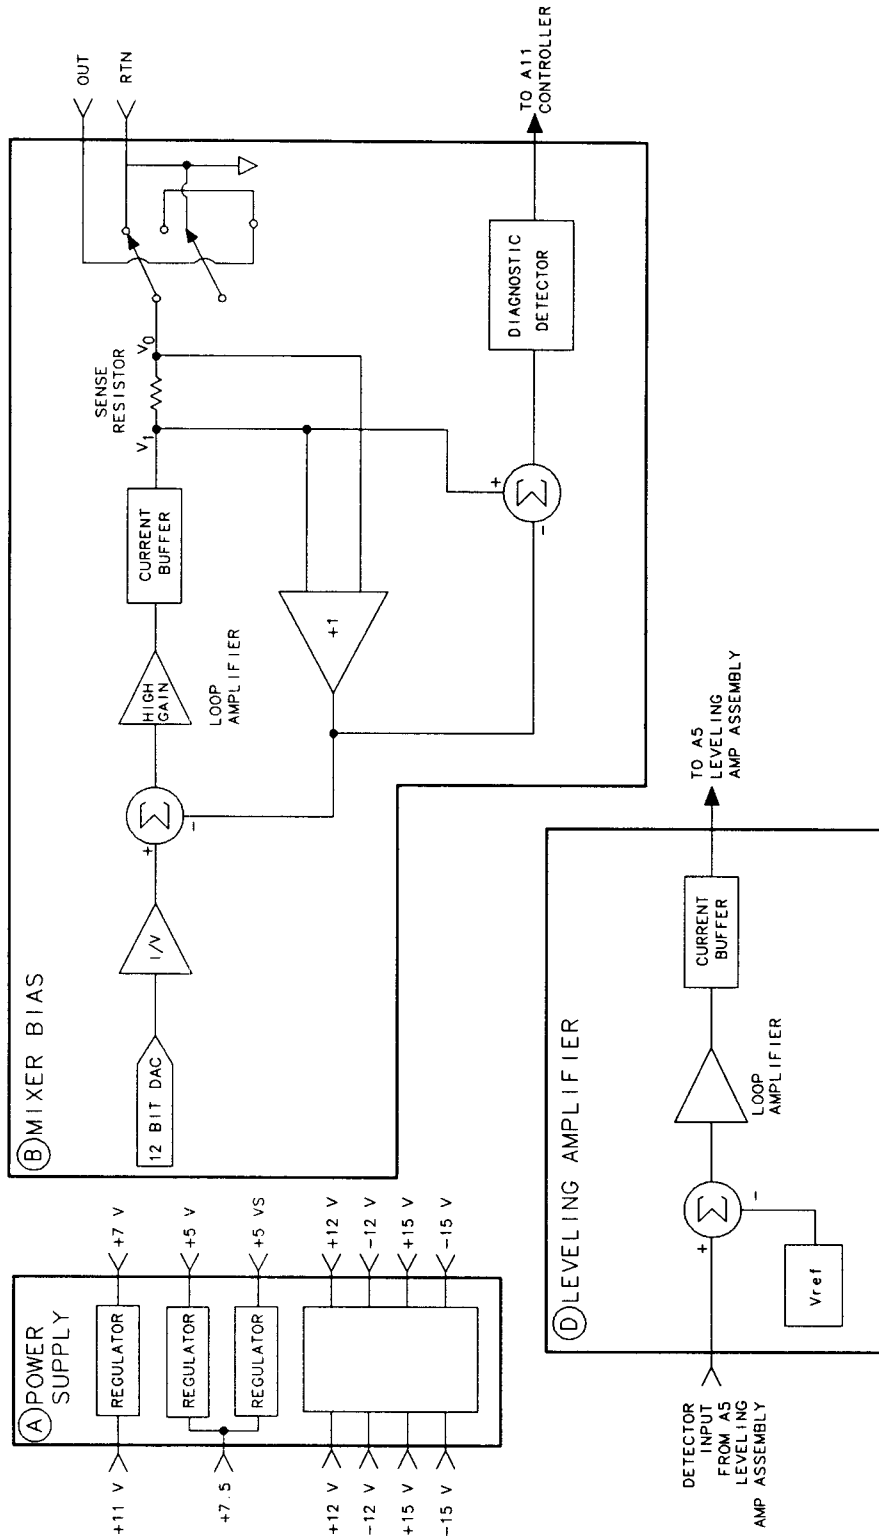 A POWER
SUPPLY
+11 V
REGULATOR
+7 V
+7.5
REGULATOR
+5 V
REGULATOR
+5 VS
+12 V
+12 V
-12 V
-12 V
+15 V
+15 V
-15 V
-15 V
B MIXER BIAS
12 BIT DAC
I/V
+
Σ
-
HIGH
GAIN
LOOP
AMPLIFIER
CURRENT
BUFFER
V1
SENSE
RESISTOR
V0
OUT
RTN
+1
+
Σ
-
DIAGNOSTIC
DETECTOR
TO A11
CONTROLLER
D LEVELING AMPLIFIER
DETECTOR
INPUT
FROM A5
LEVELING
AMP ASSEMBLY
+
Σ
-
Vref
LOOP
AMPLIFIER
CURRENT
BUFFER
TO A5
LEVELING
AMP ASSEMBLY